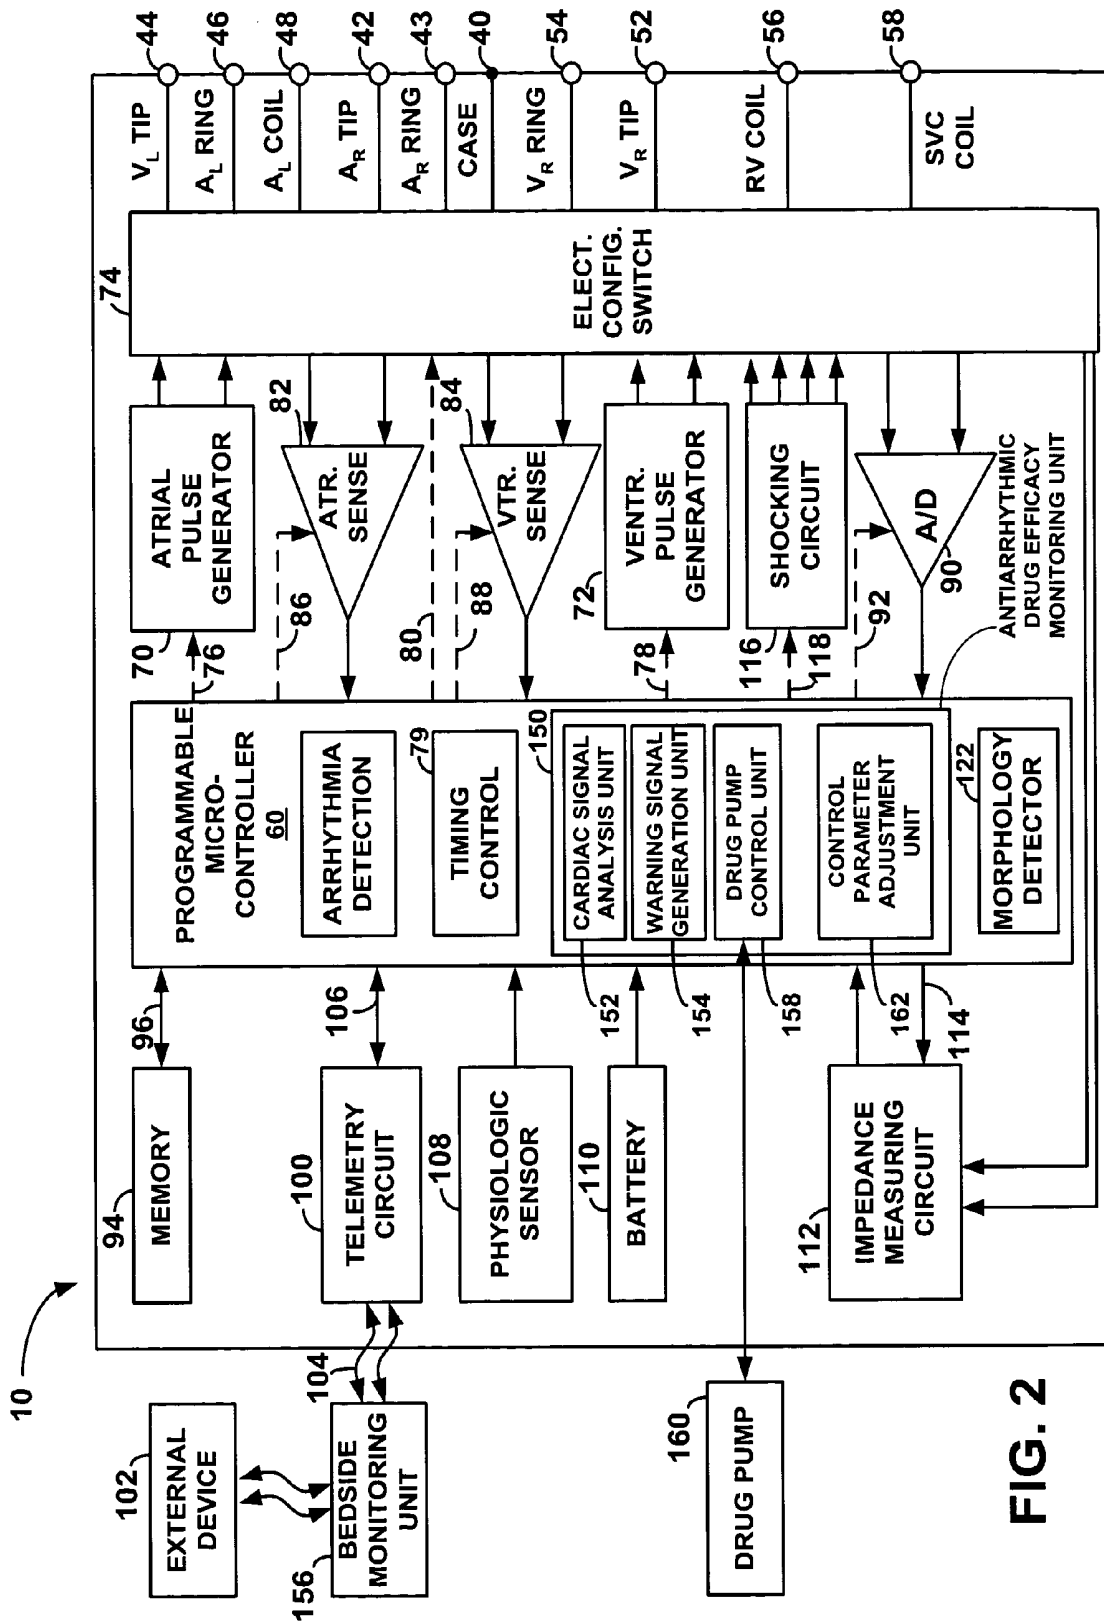 10
102
EXTERNAL
DEVICE
156
BEDSIDE
MONITORING
UNIT
104
160
DRUG PUMP
94
MEMORY
96
100
TELEMETRY
CIRCUIT
106
108
PHYSIOLOGIC
SENSOR
110
BATTERY
112
IMPEDANCE
MEASURING
CIRCUIT
114
PROGRAMMABLE
MICRO-
CONTROLLER
60
ARRHYTHMIA
DETECTION
79
TIMING
CONTROL
150
CARDIAC SIGNAL
ANALYSIS UNIT
152
WARNING SIGNAL
GENERATION UNIT
154
DRUG PUMP
CONTROL UNIT
158
CONTROL
PARAMETER
ADJUSTMENT
UNIT
162
122
MORPHOLOGY
DETECTOR
70
76
ATRIAL
PULSE
GENERATOR
86
82
ATR.
SENSE
80
88
84
VTR.
SENSE
72
78
VENTR.
PULSE
GENERATOR
116
118
SHOCKING
CIRCUIT
92
90
A/D
ANTIARRHYTHMIC
DRUG EFFICACY
MONITORING UNIT
74
ELECT.
CONFIG.
SWITCH
V_L TIP
44
A_L RING
46
A_L COIL
48
A_R TIP
42
A_R RING
43
CASE
40
V_R RING
54
V_R TIP
52
RV COIL
56
SVC
COIL
58
FIG. 2